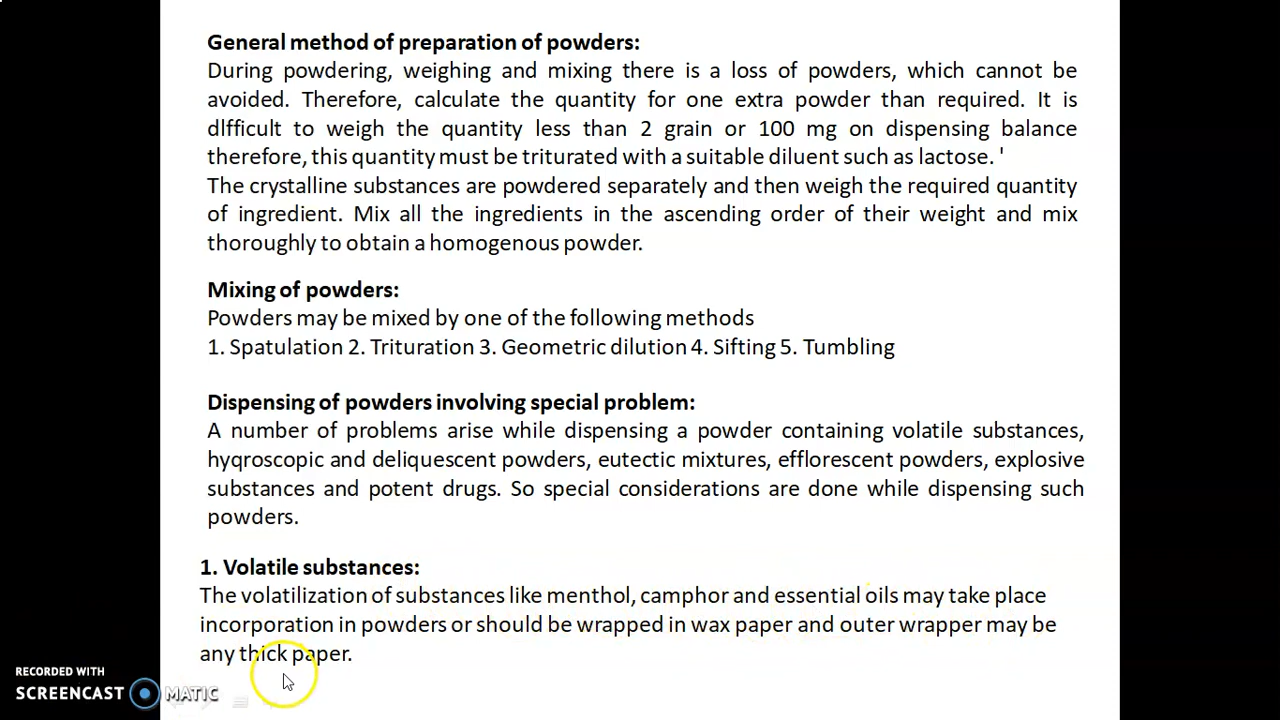 General method of preparation of powders:
During powdering, weighing and mixing there is a loss of powders, which cannot be
avoided. Therefore, calculate the quantity for one extra powder than required. It is
dIfficult to weigh the quantity less than 2 grain or 100 mg on dispensing balance
therefore, this quantity must be triturated with a suitable diluent such as lactose. '
The crystalline substances are powdered separately and then weigh the required quantity
of ingredient. Mix all the ingredients in the ascending order of their weight and mix
thoroughly to obtain a homogenous powder.
Mixing of powders:
Powders may be mixed by one of the following methods
1. Spatulation 2. Trituration 3. Geometric dilution 4. Sifting 5. Tumbling
Dispensing of powders involving special problem:
A number of problems arise while dispensing a powder containing volatile substances,
hyqroscopic and deliquescent powders, eutectic mixtures, efflorescent powders, explosive
substances and potent drugs. So special considerations are done while dispensing such
powders.
1. Volatile substances:
The volatilization of substances like menthol, camphor and essential oils may take place
incorporation in powders or should be wrapped in wax paper and outer wrapper may be
any thick paper.
RECORDED WITH
SCREENCAST MATIC